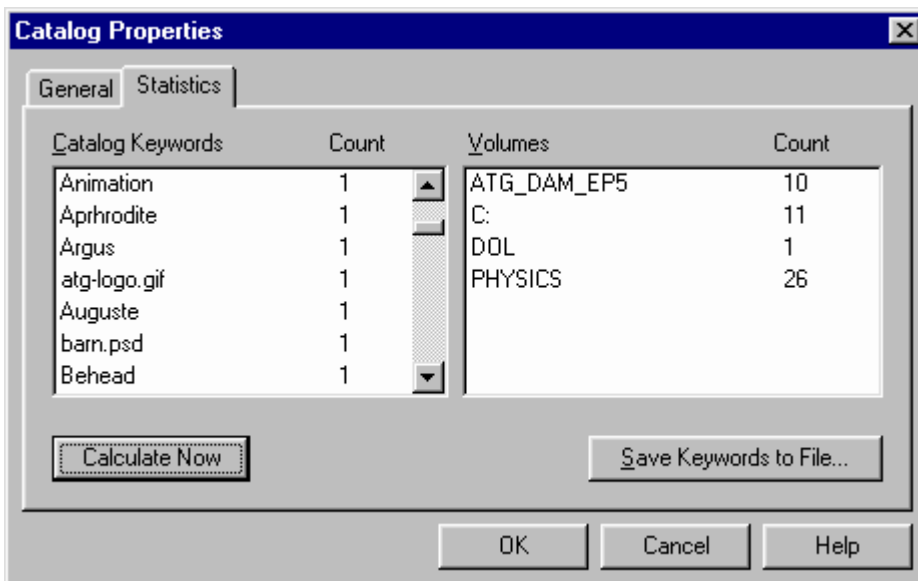 Catalog Properties
General Statistics
Catalog Keywords Count
Animation 1
Aprhrodite 1
Argus 1
atg-logo.gif 1
Auguste 1
barn.psd 1
Behead 1
Volumes Count
ATG_DAM_EP5 10
C: 11
DOL 1
PHYSICS 26
Calculate Now
Save Keywords to File...
OK Cancel Help